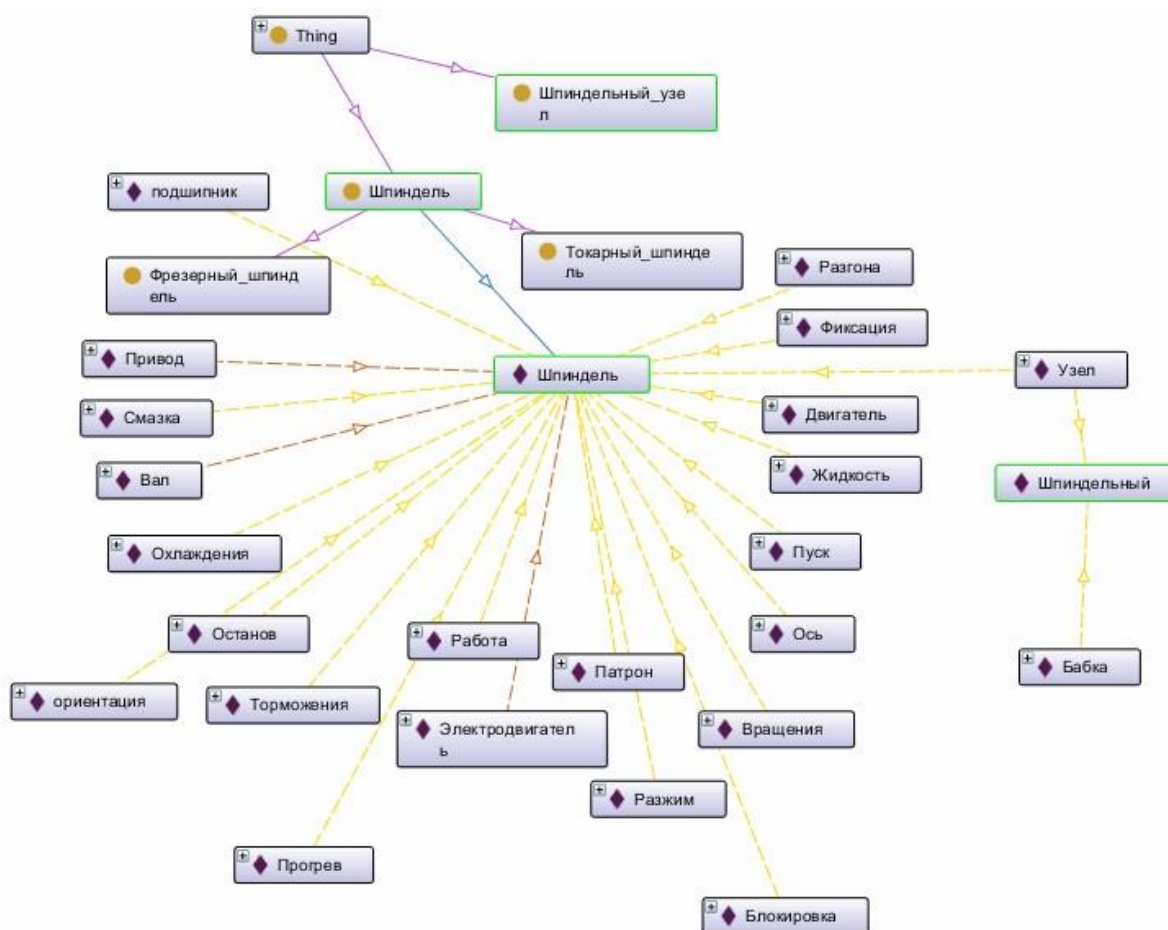 Thing
Шпиндельный_узе
л
подшипник
Шпиндель
Токарный_шпинде
ль
Фрезерный_шпинд
ель
Разгона
Фиксация
Привод
Шпиндель
Узел
Смазка
Двигатель
Вал
Жидкость
Шпиндельный
Охлаждения
Пуск
Останов
Работа
Ось
Патрон
Бабка
ориентация
Торможения
Электродвигател
ь
Вращения
Разжим
Прогрев
Блокировка